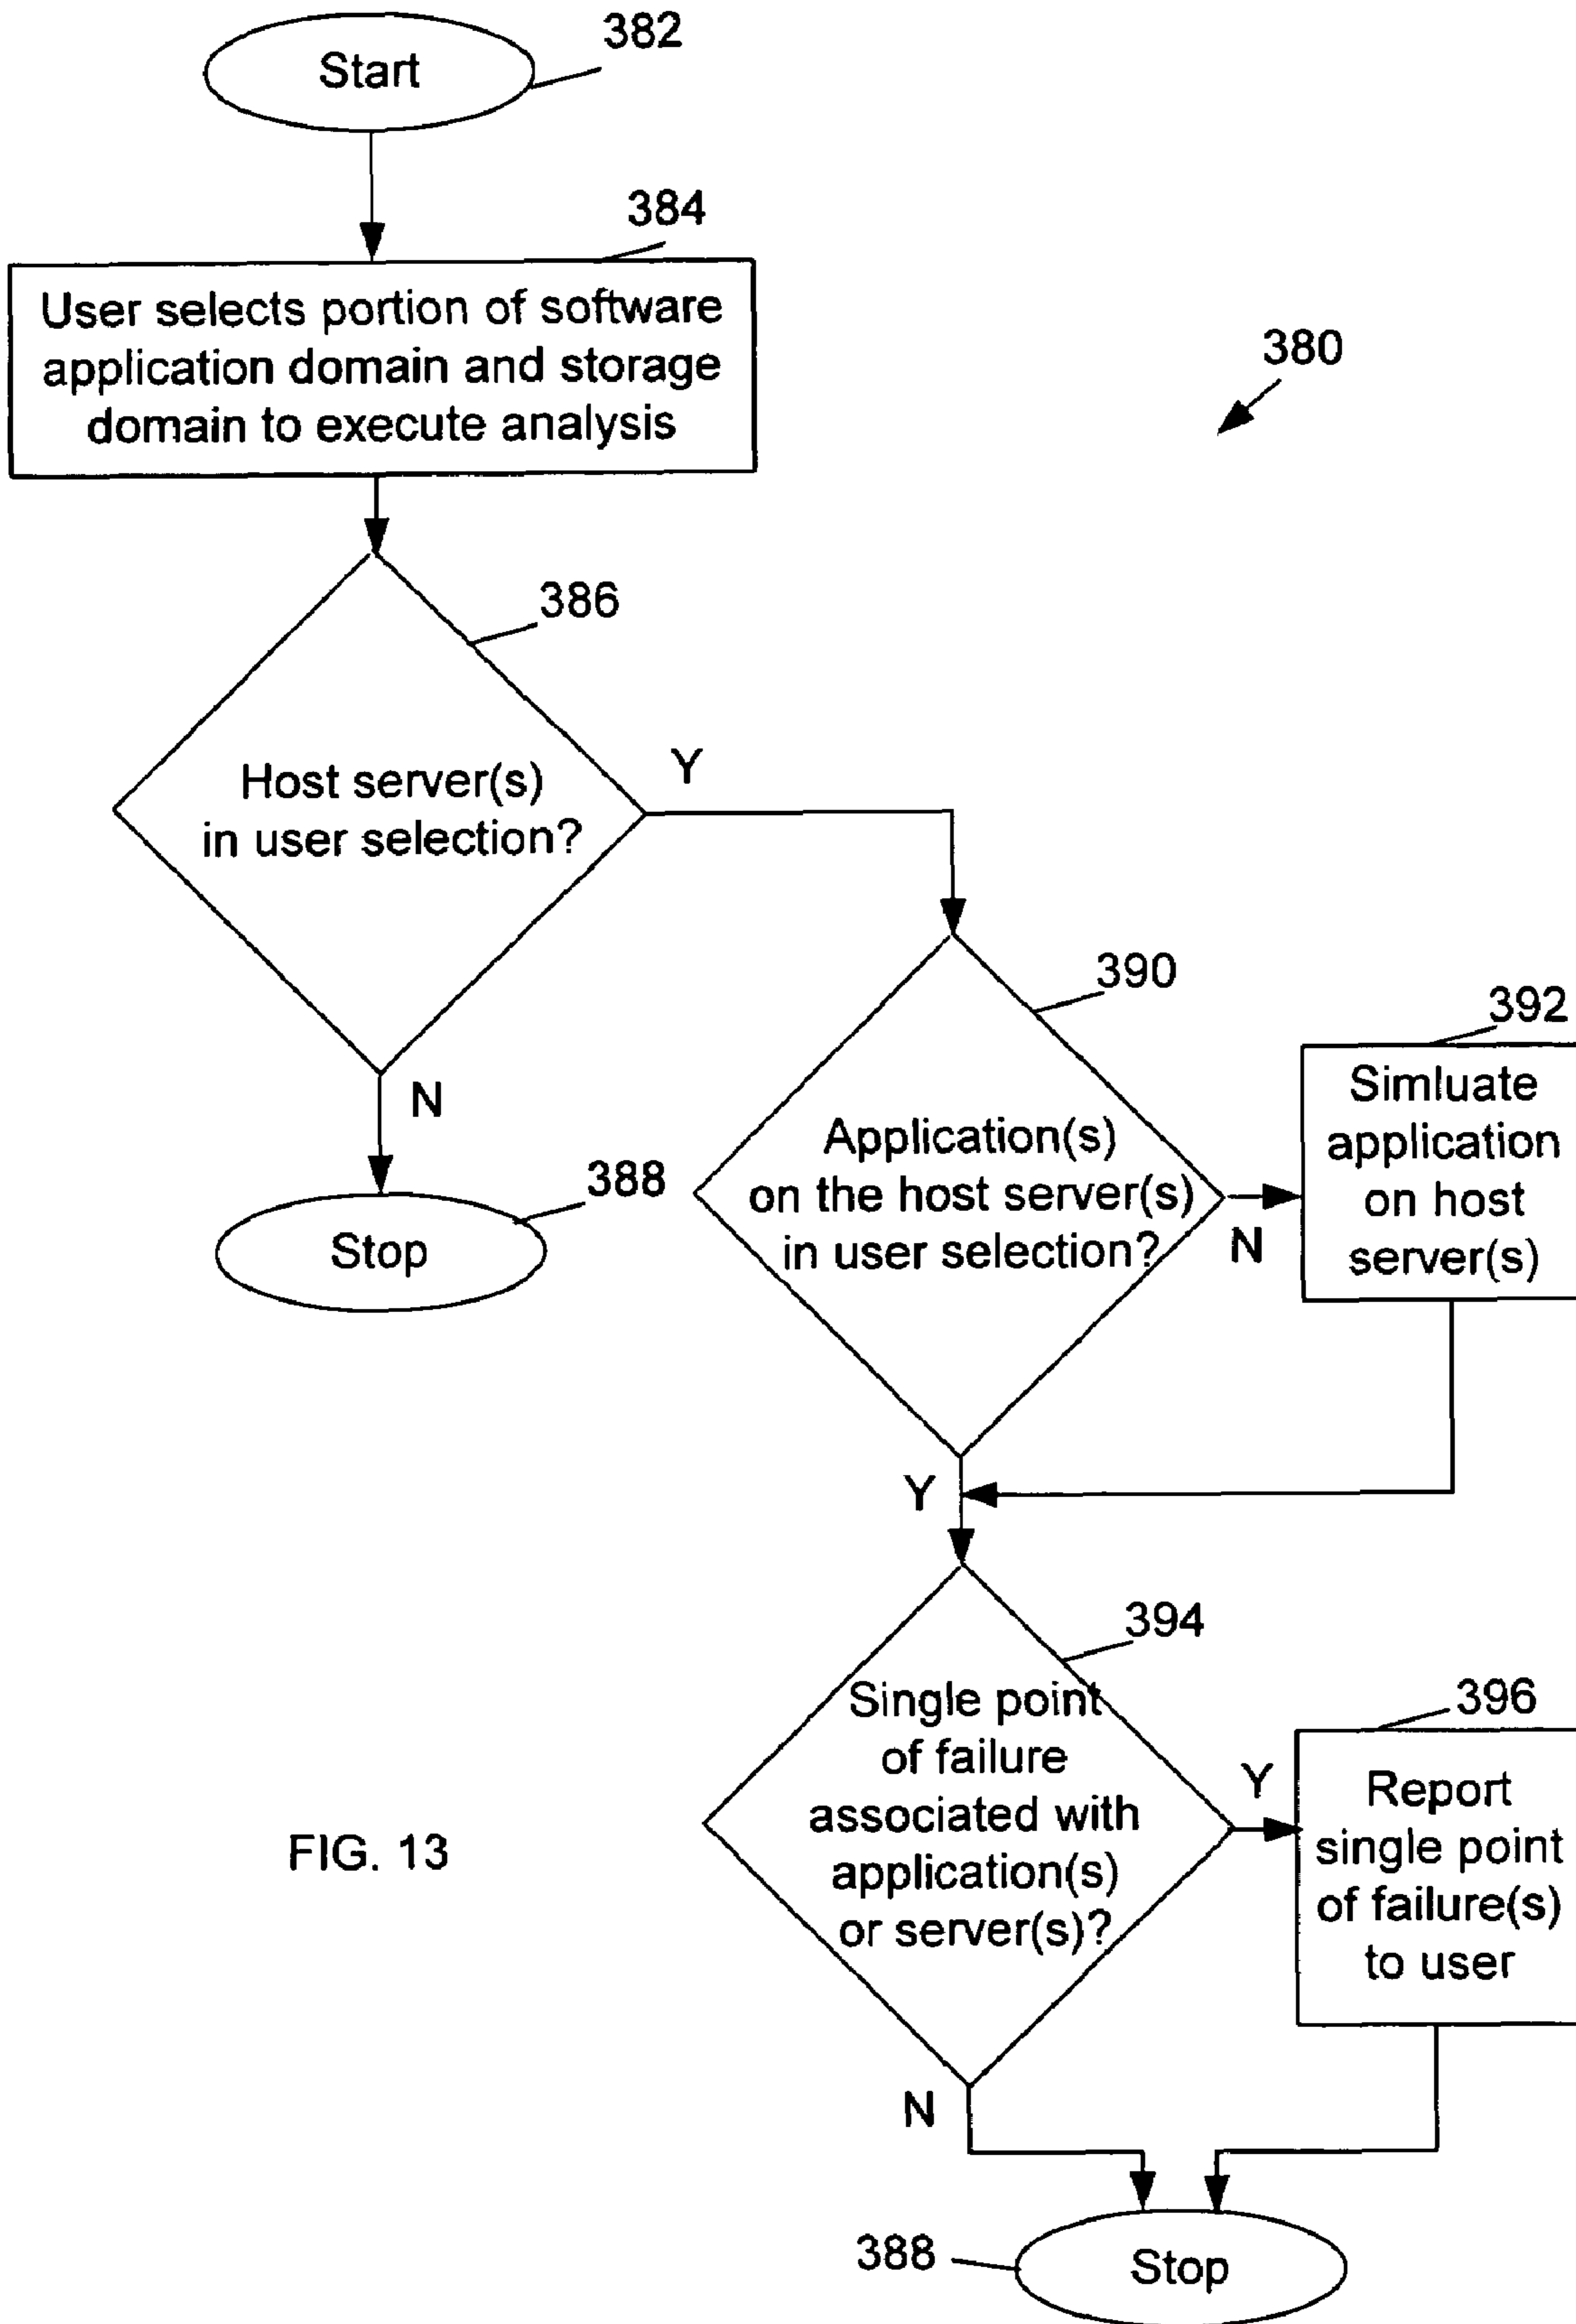 382
Start
384
User selects portion of software
application domain and storage
domain to execute analysis
380
386
Host server(s)
in user selection?
Y
N
388
Stop
390
Application(s)
on the host server(s)
in user selection?
N
392
Simluate
application
on host
server(s)
Y
394
Single point
of failure
associated with
application(s)
or server(s)?
Y
396
Report
single point
of failure(s)
to user
FIG. 13
N
388
Stop